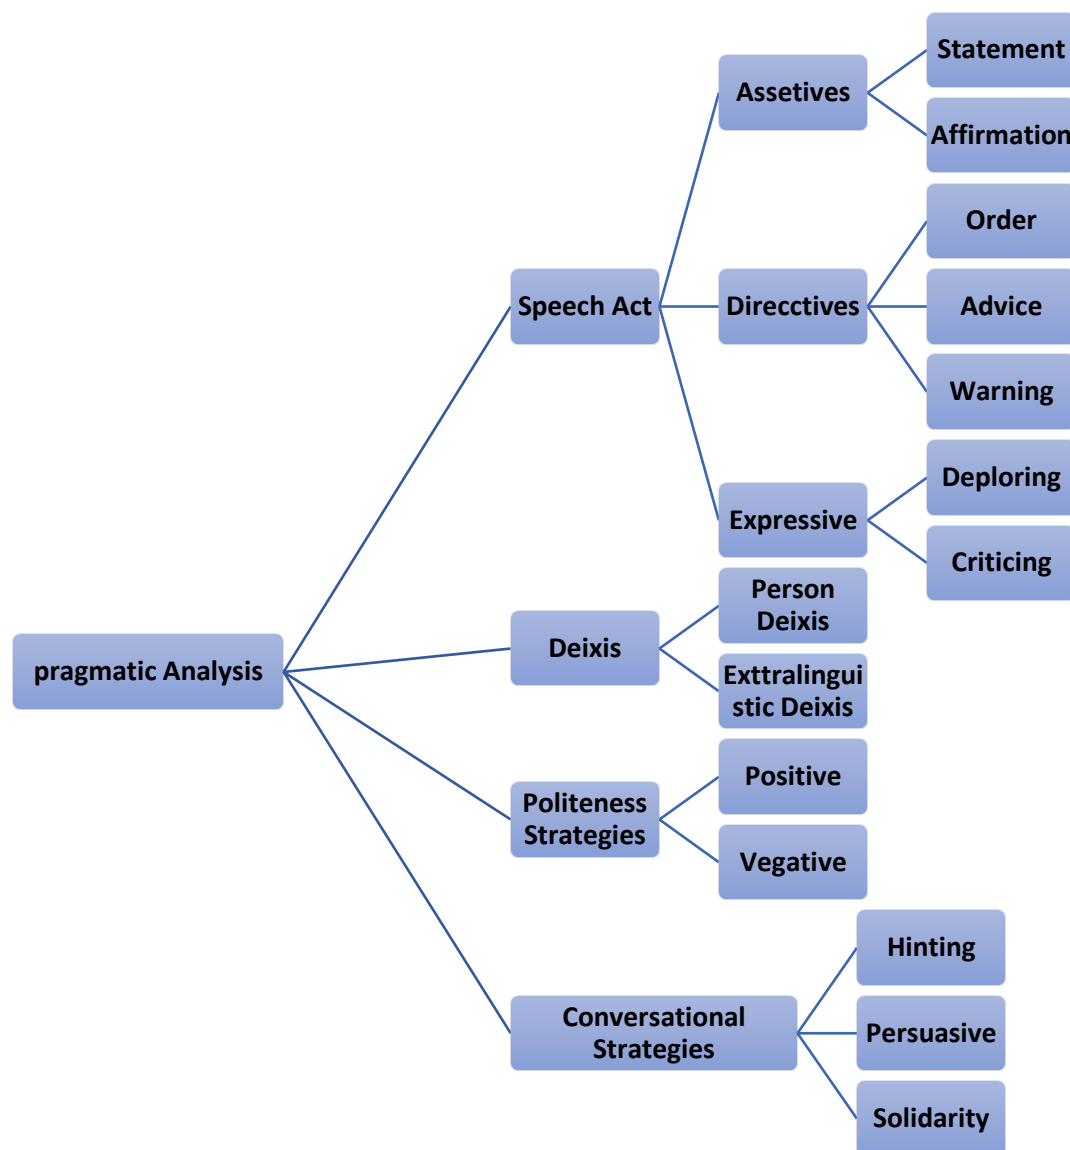 Statement
Assetives
Affirmation
Order
Speech Act
Direcctives
Advice
Warning
Deploring
Expressive
Criticing
Person
Deixis
Deixis
pragmatic Analysis
Exttralingui
stic Deixis
Positive
Politeness
Strategies
Vegative
Hinting
Conversational
Strategies
Persuasive
Solidarity